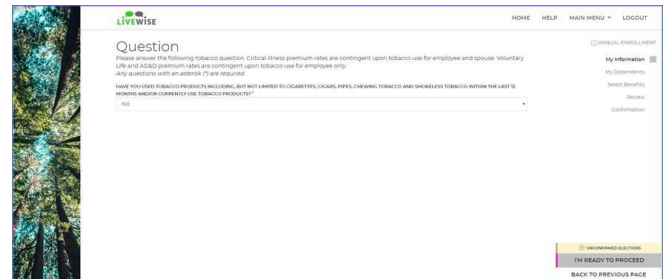 LIVEWISE
HOME HELP MAIN MENU LOGOUT
Question
Please answer the following tobacco question. Critical illness premium rates are contingent upon tobacco use for employee and spouse. Voluntary
Life and AD&D premium rates are contingent upon tobacco use for employee only.
Any questions with an asterisk (*) are required.
HAVE YOU USED TOBACCO PRODUCTS INCLUDING, BUT NOT LIMITED TO CIGARETTES, CIGARS, PIPES, CHEWING TOBACCO AND SMOKELESS TOBACCO WITHIN THE LAST 12
MONTHS AND/OR CURRENTLY USE TOBACCO PRODUCTS? *
No
ANNUAL ENROLLMENT
My Information
My Dependents
Select Benefits
Review
Confirmation
UNCONFIRMED ELECTIONS
I'M READY TO PROCEED
BACK TO PREVIOUS PAGE